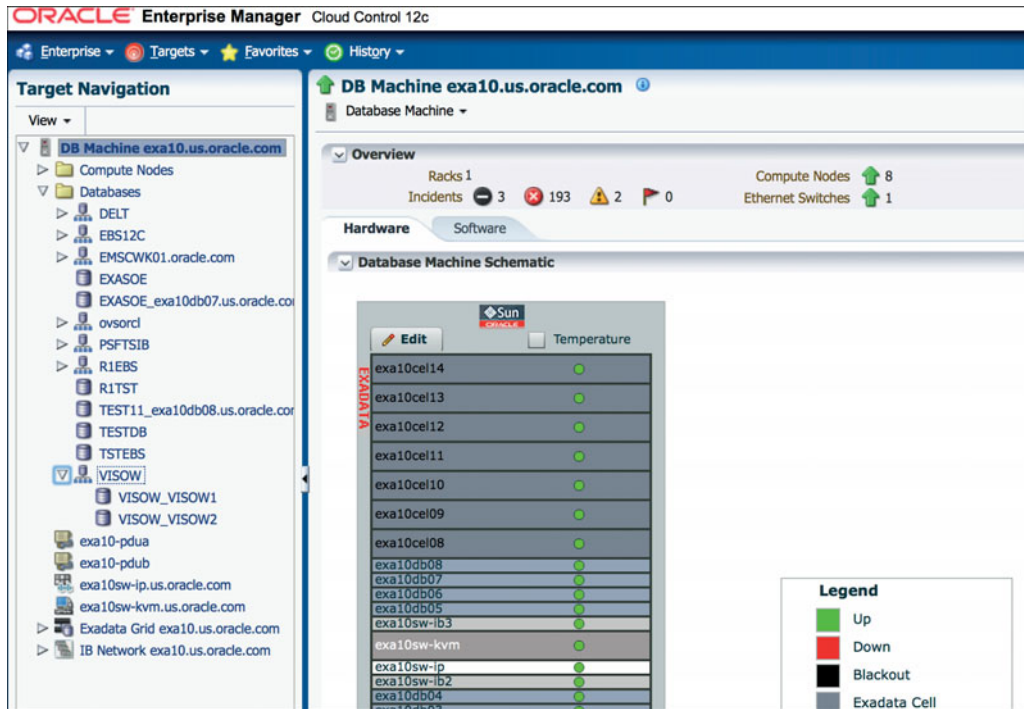 ORACLE Enterprise Manager Cloud Control 12c
Enterprise Targets Favorites History
Target Navigation
View
DB Machine exa10.us.oracle.com
Compute Nodes
Databases
DELT
EBS12C
EMSCWK01.oracle.com
EXASOE
EXASOE_exa10db07.us.oracle.co
ovsorcl
PSFTSIB
R1EBS
R1TST
TEST11_exa10db08.us.oracle.cor
TESTDB
TSTEBS
VISOW
VISOW_VISOW1
VISOW_VISOW2
exa10-pdua
exa10-pdub
exa10sw-ip.us.oracle.com
exa10sw-kvm.us.oracle.com
Exadata Grid exa10.us.oracle.com
IB Network exa10.us.oracle.com
DB Machine exa10.us.oracle.com
Database Machine
Overview
Racks 1
Incidents 3 193 2 0
Compute Nodes 8
Ethernet Switches 1
Hardware Software
Database Machine Schematic
Sun
ORACLE
Edit Temperature
EXADATA
exa10cel14
exa10cel13
exa10cel12
exa10cel11
exa10cel10
exa10cel09
exa10cel08
exa10db08
exa10db07
exa10db06
exa10db05
exa10sw-ib3
exa10sw-kvm
exa10sw-ip
exa10sw-ib2
exa10db04
Legend
Up
Down
Blackout
Exadata Cell